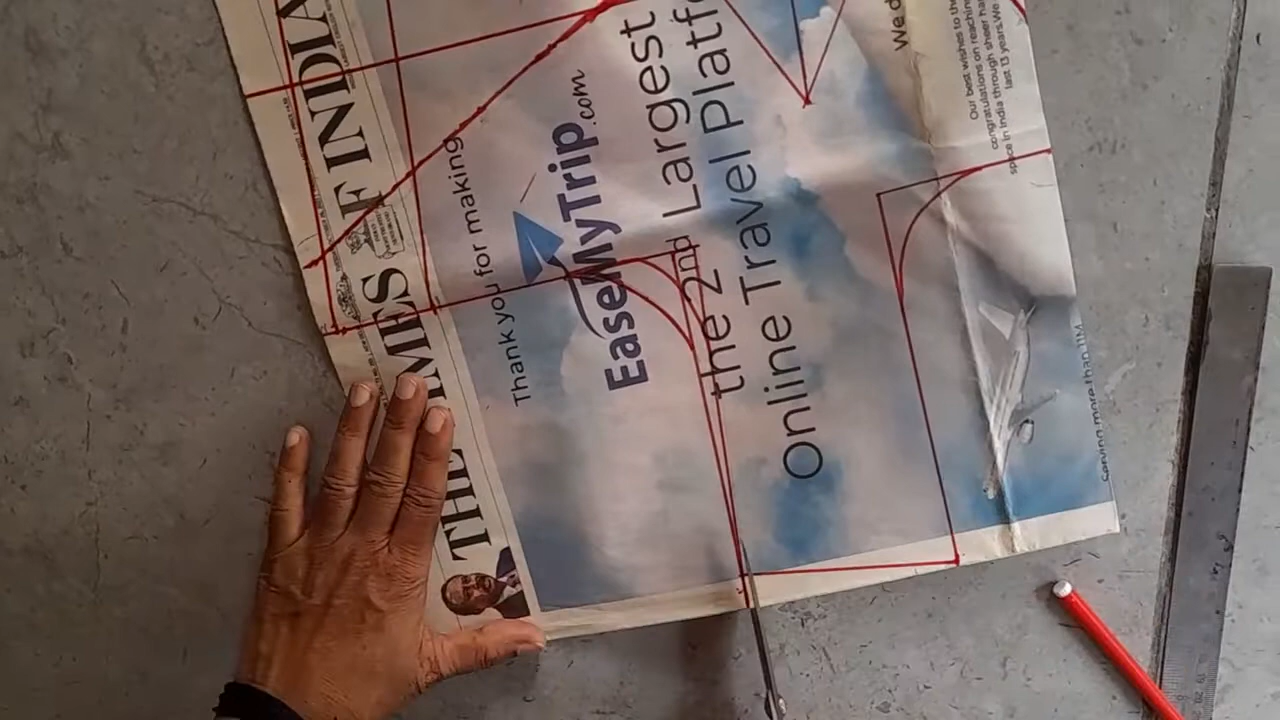 THE TIMES OF INDIA
Thank you for making
EaseMyTrip.com
the 2nd Largest
Online Travel Platf
We d
Our best wishes to the
congratulations on reaching
space in India through sheer ha
last 13 years. We
Serving more than 11M
19 20